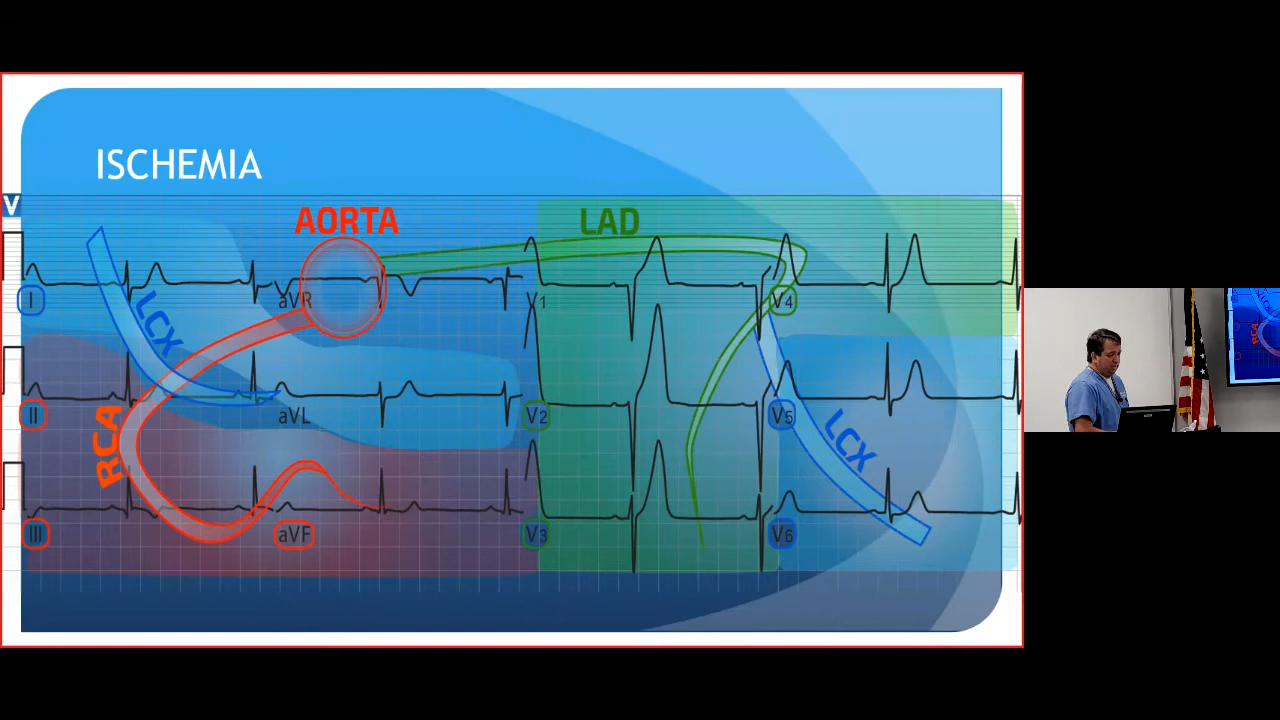 ISCHEMIA
V
AORTA
LAD
I
aVR
V1
V4
LCX
II
aVL
V2
V5
RCA
LCX
III
aVF
V3
V6